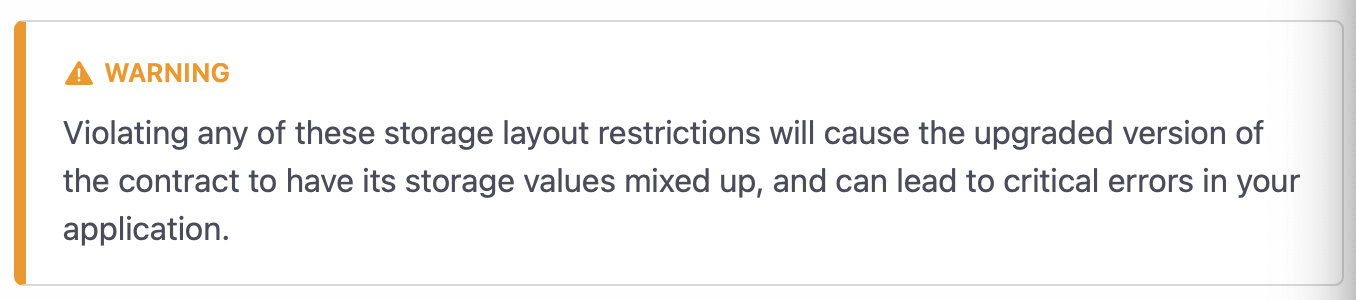 WARNING
Violating any of these storage layout restrictions will cause the upgraded version of
the contract to have its storage values mixed up, and can lead to critical errors in your
application.